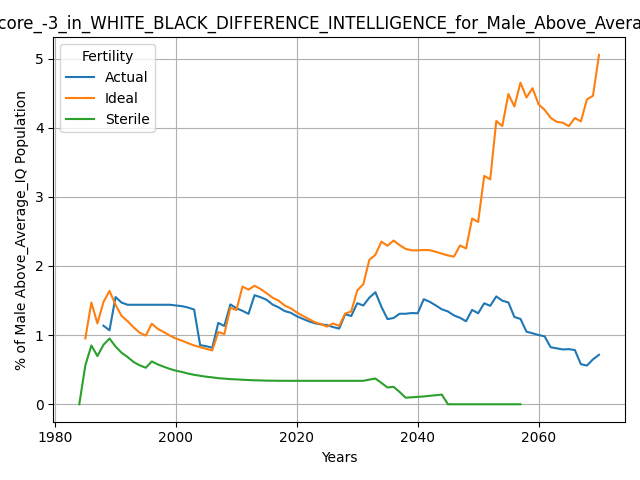 core_-3_in_WHITE_BLACK_DIFFERENCE_INTELLIGENCE_for_Male_Above_Avera
Fertility
Actual
Ideal
Sterile
% of Male Above_Average_IQ Population
5
4
3
2
1
0
1980
2000
2020
2040
2060
Years